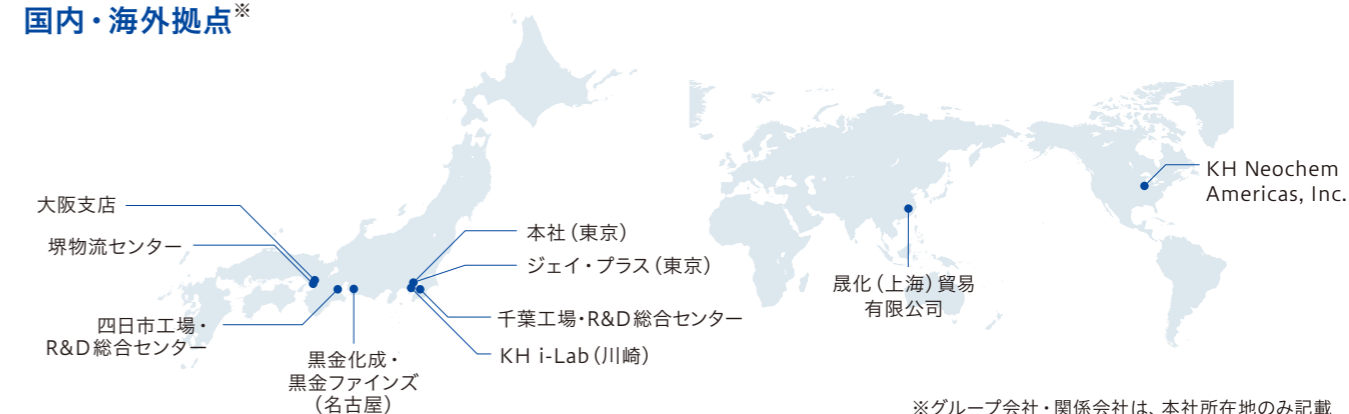 国内・海外拠点※
大阪支店
堺物流センター
四日市工場・
R&D総合センター
黒金化成・
黒金ファインズ
(名古屋)
本社(東京)
ジェイ・プラス(東京)
千葉工場・R&D総合センター
KH i-Lab(川崎)
晟化(上海)貿易
有限公司
KH Neochem
Americas, Inc.
※グループ会社・関係会社は、本社所在地のみ記載